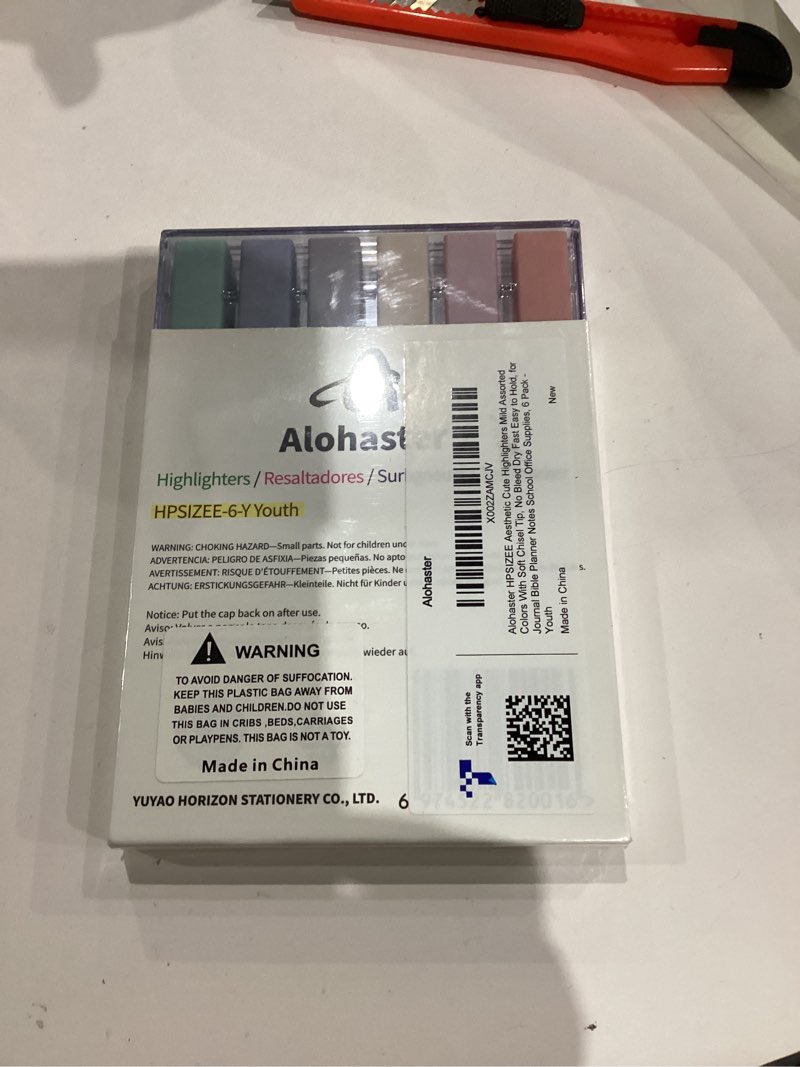 Alohaster
Highlighters / Resaltadores / Sur
HPSIZEE-6-Y Youth
WARNING: CHOKING HAZARD—Small parts. Not for children
ADVERTENCIA: PELIGRO DE ASFIXIA—Piezas pequeñas. No
AVERTISSEMENT: RISQUE D'ÉTOUFFEMENT—Petites pièces. Ne
ACHTUNG: ERSTICKUNGSGEFAHR—Kleinteile. Nicht für Kinder
Notice: Put the cap back on after use.
Aviso:
Avis
wieder
WARNING
TO AVOID DANGER OF SUFFOCATION.
KEEP THIS PLASTIC BAG AWAY FROM
BABIES AND CHILDREN.DO NOT USE
THIS BAG IN CRIBS ,BEDS,CARRIAGES
OR PLAYPENS. THIS BAG IS NOT A TOY.
Made in China
YUYAO HORIZON STATIONERY CO., LTD.
6 974322 820016 >
Alohaster
X002ZAMCJV
Alohaster HPSIZEE Aesthetic Cute Highlighters Mild Assorted
Colors With Soft Chisel Tip, No Bleed Dry Fast Easy to Hold, for
Journal Bible Planner Notes School Office Supplies, 6 Pack -
Youth
New
Made in China
Scan with the
Transparency app